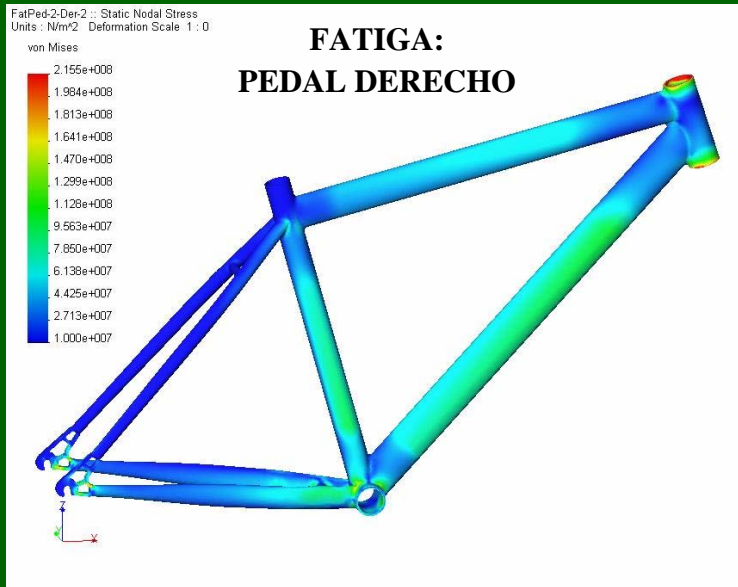 FatPed-2-Der-2 :: Static Nodal Stress
Units : N/m^2 Deformation Scale 1 : 0
von Mises
FATIGA:
PEDAL DERECHO
2.155e+008
1.984e+008
1.813e+008
1.641e+008
1.470e+008
1.299e+008
1.128e+008
9.563e+007
7.850e+007
6.138e+007
4.425e+007
2.713e+007
1.000e+007
Z
Y
X